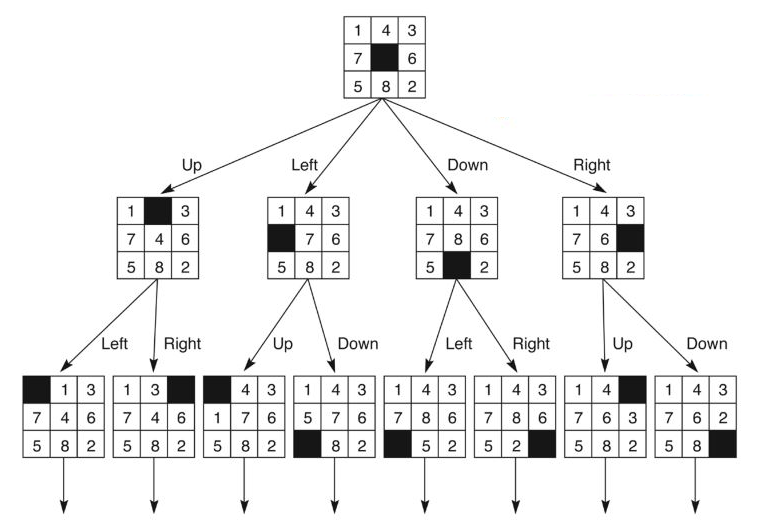 1 4 3
7 6
5 8 2
Up Left Down Right
1 3 1 4 3 1 4 3 1 4 3
7 4 6 7 6 7 8 6 7 6
5 8 2 5 8 2 5 2 5 8 2
Left Right Up Down Left Right Up Down
1 3 1 3 4 3 1 4 3 1 4 3 1 4 3 1 4 1 4 3
7 4 6 7 4 6 1 7 6 5 7 6 7 8 6 7 8 6 7 6 3 7 6 2
5 8 2 5 8 2 5 8 2 8 2 5 2 5 2 5 8 2 5 8